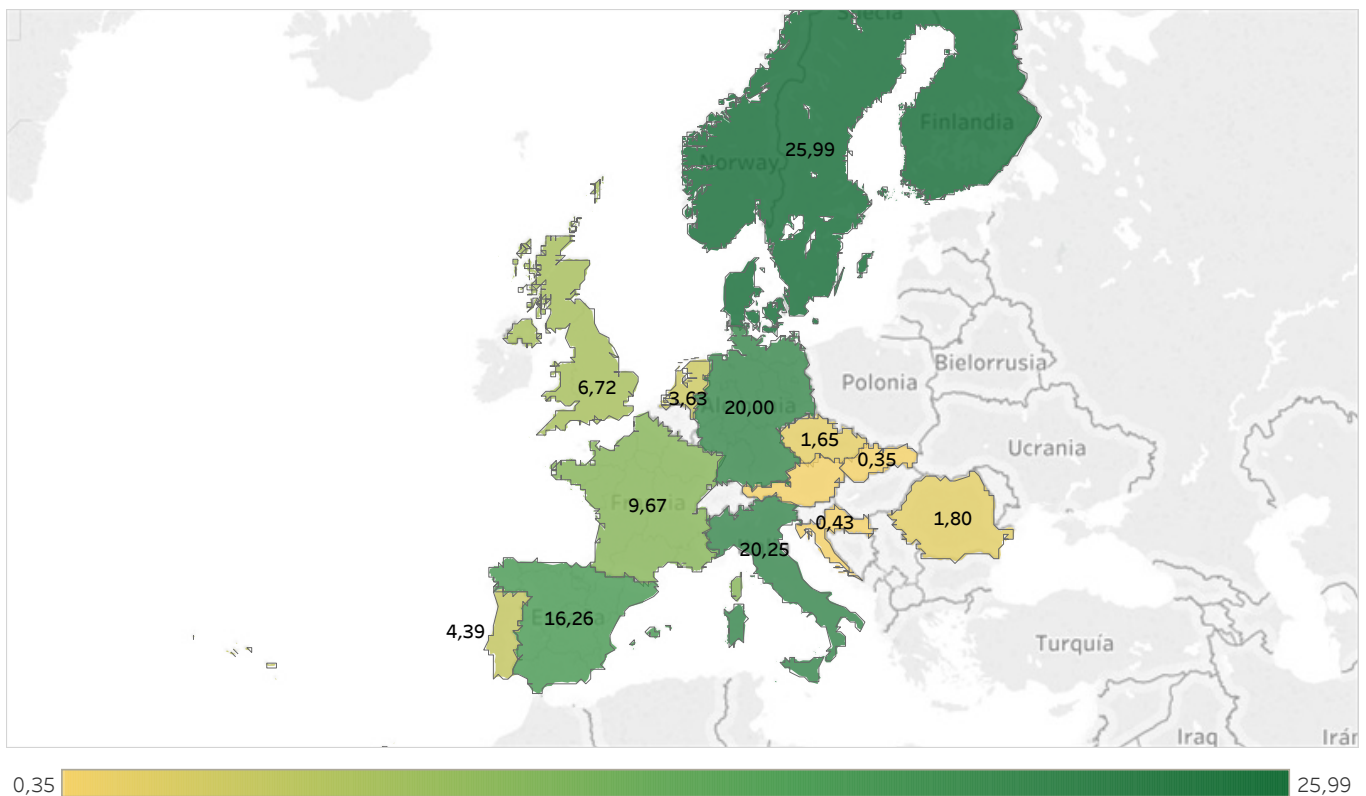 Suecia
Finlandia
25,99
Norway
Bielorrusia
Polonia
6,72
3,63
20,00
Ucrania
1,65
0,35
9,67
1,80
0,43
20,25
16,26
4,39
Turquía
Iraq
Irán
0,35
25,99